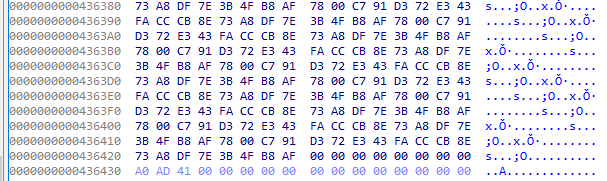 0000000000436380 73 A8 DF 7E 3B 4F B8 AF 78 00 C7 91 D3 72 E3 43 s...;O..x.Ő·....
0000000000436390 FA CC CB 8E 73 A8 DF 7E 3B 4F B8 AF 78 00 C7 91 ....s...;O..x.Ő·
00000000004363A0 D3 72 E3 43 FA CC CB 8E 73 A8 DF 7E 3B 4F B8 AF ........s...;O..
00000000004363B0 78 00 C7 91 D3 72 E3 43 FA CC CB 8E 73 A8 DF 7E x.Ő·........s...
00000000004363C0 3B 4F B8 AF 78 00 C7 91 D3 72 E3 43 FA CC CB 8E ;O..x.Ő·........
00000000004363D0 73 A8 DF 7E 3B 4F B8 AF 78 00 C7 91 D3 72 E3 43 s...;O..x.Ő·....
00000000004363E0 FA CC CB 8E 73 A8 DF 7E 3B 4F B8 AF 78 00 C7 91 ....s...;O..x.Ő·
00000000004363F0 D3 72 E3 43 FA CC CB 8E 73 A8 DF 7E 3B 4F B8 AF ........s...;O..
0000000000436400 78 00 C7 91 D3 72 E3 43 FA CC CB 8E 73 A8 DF 7E x.Ő·........s...
0000000000436410 3B 4F B8 AF 78 00 C7 91 D3 72 E3 43 FA CC CB 8E ;O..x.Ő·........
0000000000436420 73 A8 DF 7E 3B 4F B8 AF 00 00 00 00 00 00 00 00 s...;O..........
0000000000436430 A0 AD 41 00 00 00 00 00 00 00 00 00 00 00 00 00 ..A.............